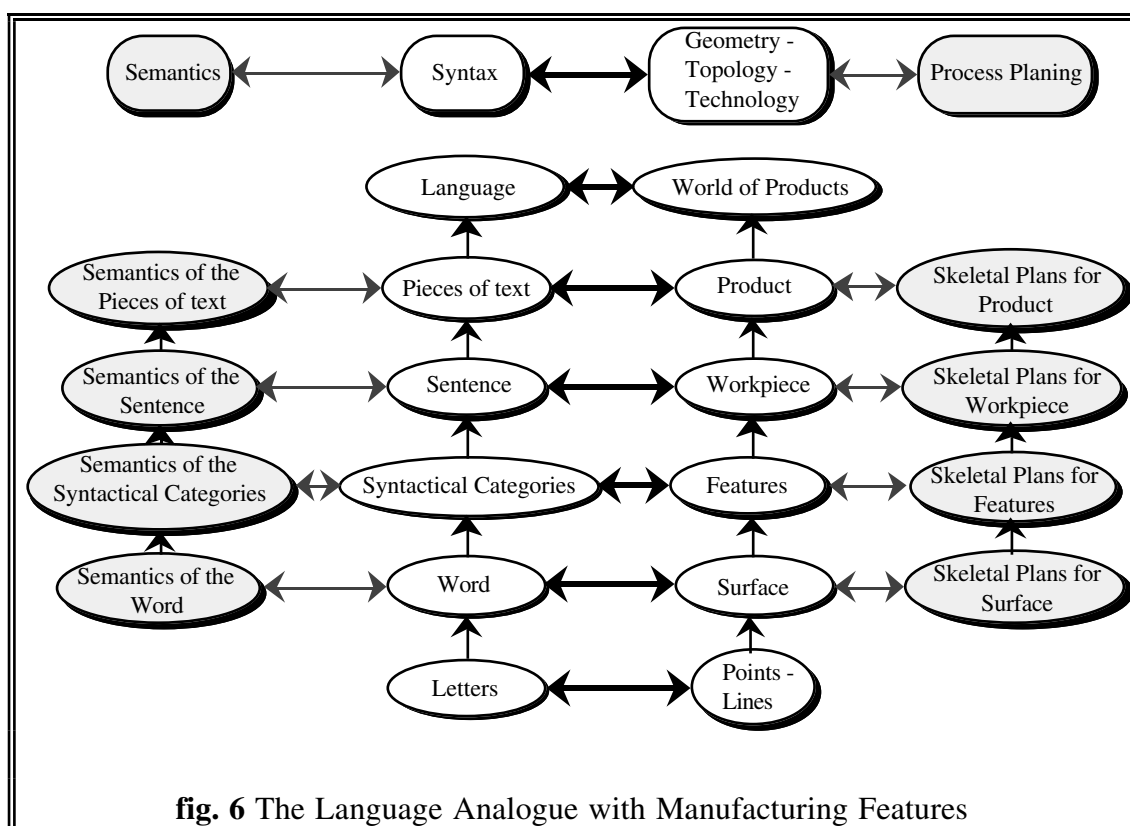 Semantics
Syntax
Geometry -
Topology -
Technology
Process Planing
Language
World of Products
Semantics of the
Pieces of text
Pieces of text
Product
Skeletal Plans for
Product
Semantics of the
Sentence
Sentence
Workpiece
Skeletal Plans for
Workpiece
Semantics of the
Syntactical Categories
Syntactical Categories
Features
Skeletal Plans for
Features
Semantics of the
Word
Word
Surface
Skeletal Plans for
Surface
Letters
Points -
Lines
fig. 6 The Language Analogue with Manufacturing Features